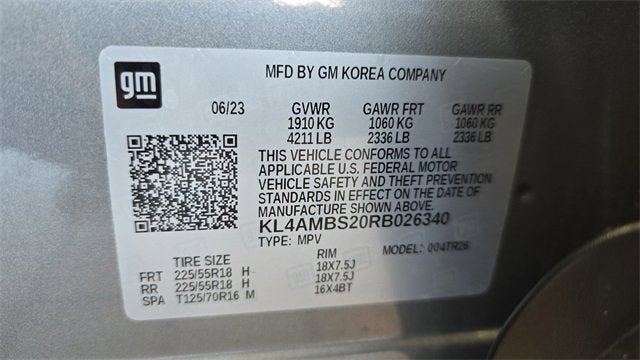 gm
MFD BY GM KOREA COMPANY
06/23 GVWR GAWR FRT GAWR RR
1910 KG 1060 KG 1060 KG
4211 LB 2336 LB 2336 LB
THIS VEHICLE CONFORMS TO ALL
APPLICABLE U.S. FEDERAL MOTOR
VEHICLE SAFETY AND THEFT PREVENTION
STANDARDS IN EFFECT ON THE DATE OF
MANUFACTURE SHOWN ABOVE.
KL4AMBS20RB026340
TYPE: MPV MODEL: 004TR26
TIRE SIZE RIM
FRT 225/55R18 H 18X7.5J
RR 225/55R18 H 18X7.5J
SPA T125/70R16 M 16X4BT